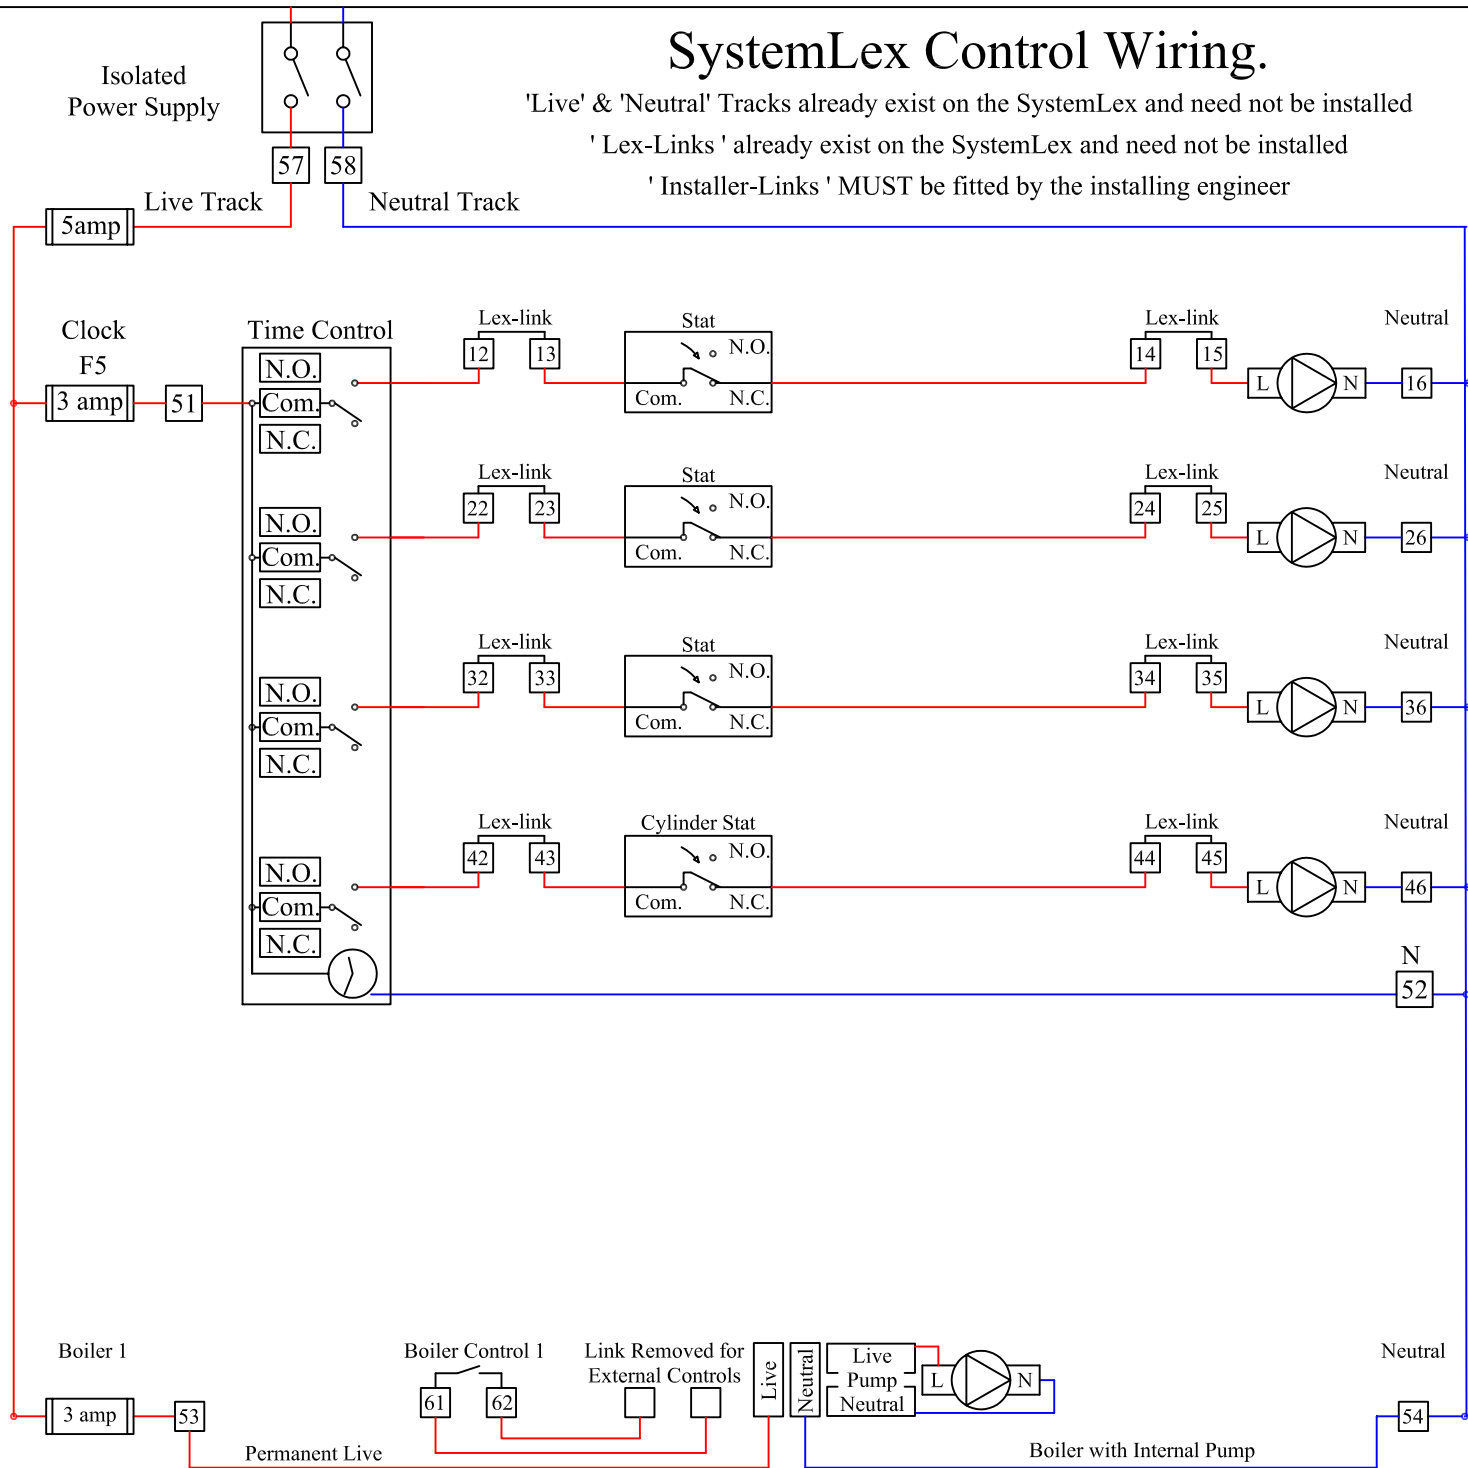 SystemLex Control Wiring.
'Live' & 'Neutral' Tracks already exist on the SystemLex and need not be installed
' Lex-Links ' already exist on the SystemLex and need not be installed
' Installer-Links ' MUST be fitted by the installing engineer
Isolated
Power Supply
57 58
Live Track Neutral Track
5amp
Clock
F5
3 amp 51
Time Control
N.O.
Com.
N.C.
Lex-link
12 13
Stat
N.O.
Com. N.C.
Lex-link
14 15
L N 16
Neutral
N.O.
Com.
N.C.
Lex-link
22 23
Stat
N.O.
Com. N.C.
Lex-link
24 25
L N 26
Neutral
N.O.
Com.
N.C.
Lex-link
32 33
Stat
N.O.
Com. N.C.
Lex-link
34 35
L N 36
Neutral
N.O.
Com.
N.C.
Lex-link
42 43
Cylinder Stat
N.O.
Com. N.C.
Lex-link
44 45
L N 46
Neutral
N
52
Boiler 1
3 amp 53
Permanent Live
Boiler Control 1
61 62
Link Removed for
External Controls
Live
Neutral
Live
Pump
Neutral
L N
Boiler with Internal Pump
Neutral
54